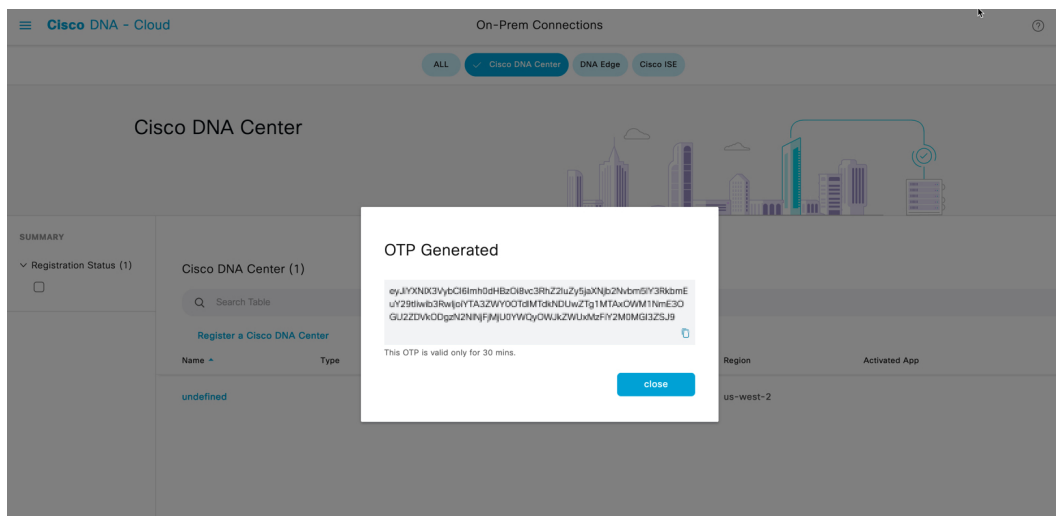 Cisco DNA - Cloud
On-Prem Connections
ALL
Cisco DNA Center
DNA Edge
Cisco ISE
Cisco DNA Center
SUMMARY
Registration Status (1)
Cisco DNA Center (1)
Search Table
Register a Cisco DNA Center
Name
Type
Region
Activated App
undefined
us-west-2
OTP Generated
This OTP is valid only for 30 mins.
close